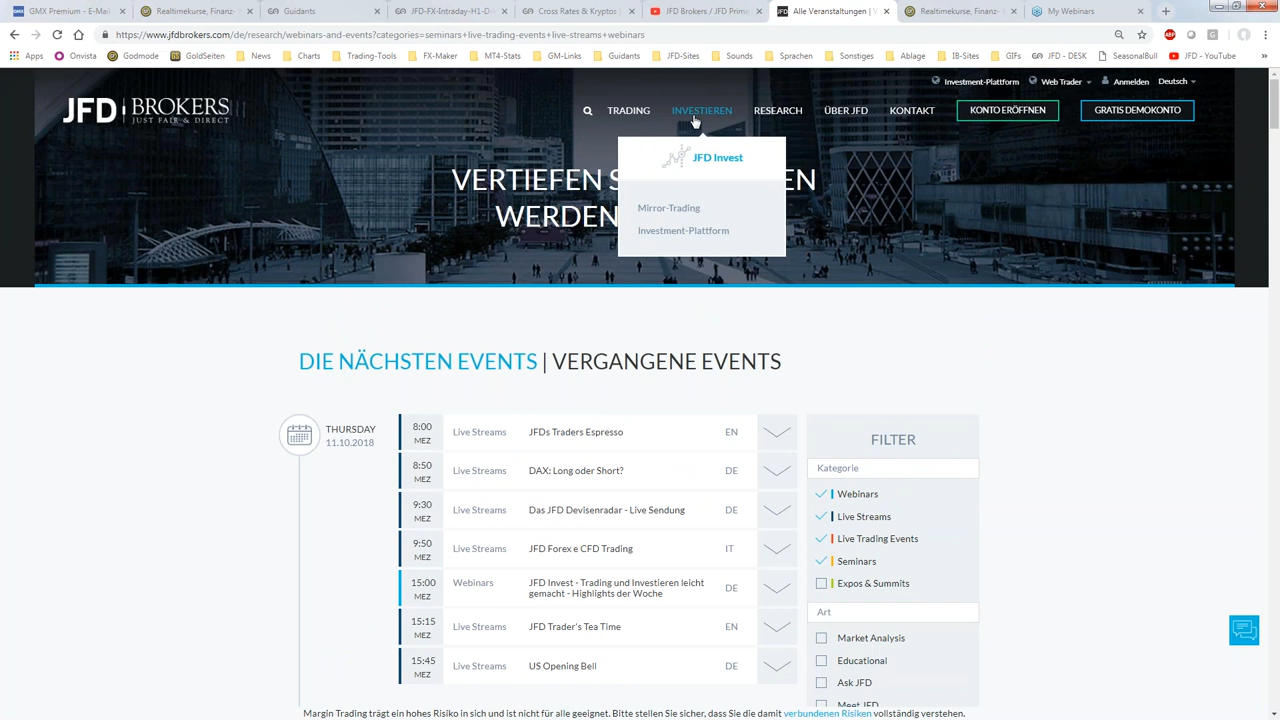 GMX Premium - E-Mail
Realtimekurse, Finanz-
Guidants
JFD-FX-Intraday-H1-D-
Cross Rates & Kryptos |
JFD Brokers / JFD Prime
Alle Veranstaltungen | V
Realtimekurse, Finanz-
My Webinars
https://www.jfdbrokers.com/de/research/webinars-and-events?categories=seminars+live-trading-events+live-streams+webinars
Apps Onvista Godmode GoldSeiten News Charts Trading-Tools FX-Maker MT4-Stats GM-Links Guidants JFD-Sites Sounds Sprachen Sonstiges Ablage IB-Sites GIFs JFD - DESK SeasonalBull JFD - YouTube
Investment-Plattform Web Trader Anmelden Deutsch
JFD BROKERS
JUST FAIR & DIRECT
TRADING INVESTIEREN RESEARCH ÜBER JFD KONTAKT KONTO ERÖFFNEN GRATIS DEMOKONTO
JFD Invest
VERTIEFEN S EN
WERDEN
Mirror-Trading
Investment-Plattform
DIE NÄCHSTEN EVENTS | VERGANGENE EVENTS
THURSDAY
11.10.2018
8:00 MEZ Live Streams JFDs Traders Espresso EN
8:50 MEZ Live Streams DAX: Long oder Short? DE
9:30 MEZ Live Streams Das JFD Devisenradar - Live Sendung DE
9:50 MEZ Live Streams JFD Forex e CFD Trading IT
15:00 MEZ Webinars JFD Invest - Trading und Investieren leicht
gemacht - Highlights der Woche DE
15:15 MEZ Live Streams JFD Trader's Tea Time EN
15:45 MEZ Live Streams US Opening Bell DE
FILTER
Kategorie
Webinars
Live Streams
Live Trading Events
Seminars
Expos & Summits
Art
Market Analysis
Educational
Ask JFD
Meet JFD
Margin Trading trägt ein hohes Risiko in sich und ist nicht für alle geeignet. Bitte stellen Sie sicher, dass Sie die damit verbundenen Risiken vollständig verstehen.